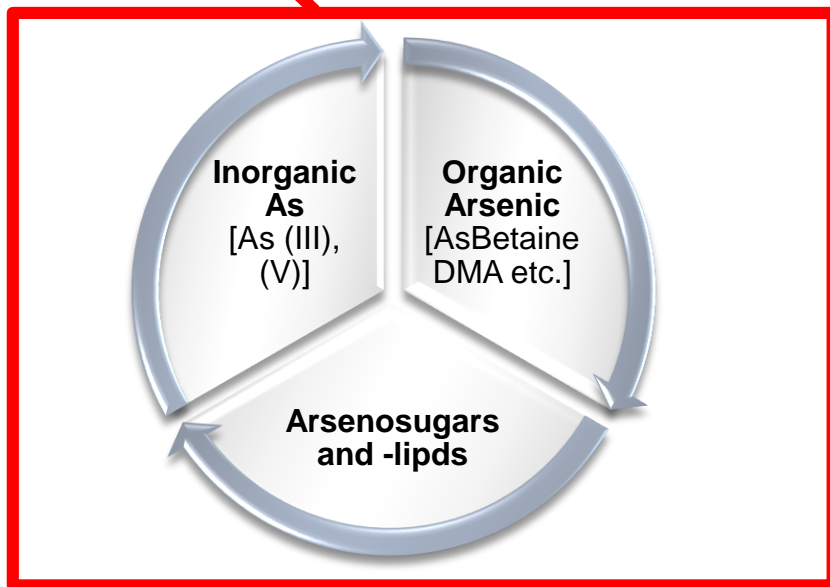 Inorganic
As
[As (III),
(V)]
Organic
Arsenic
[AsBetaine
DMA etc.]
Arsenosugars
and -lipds